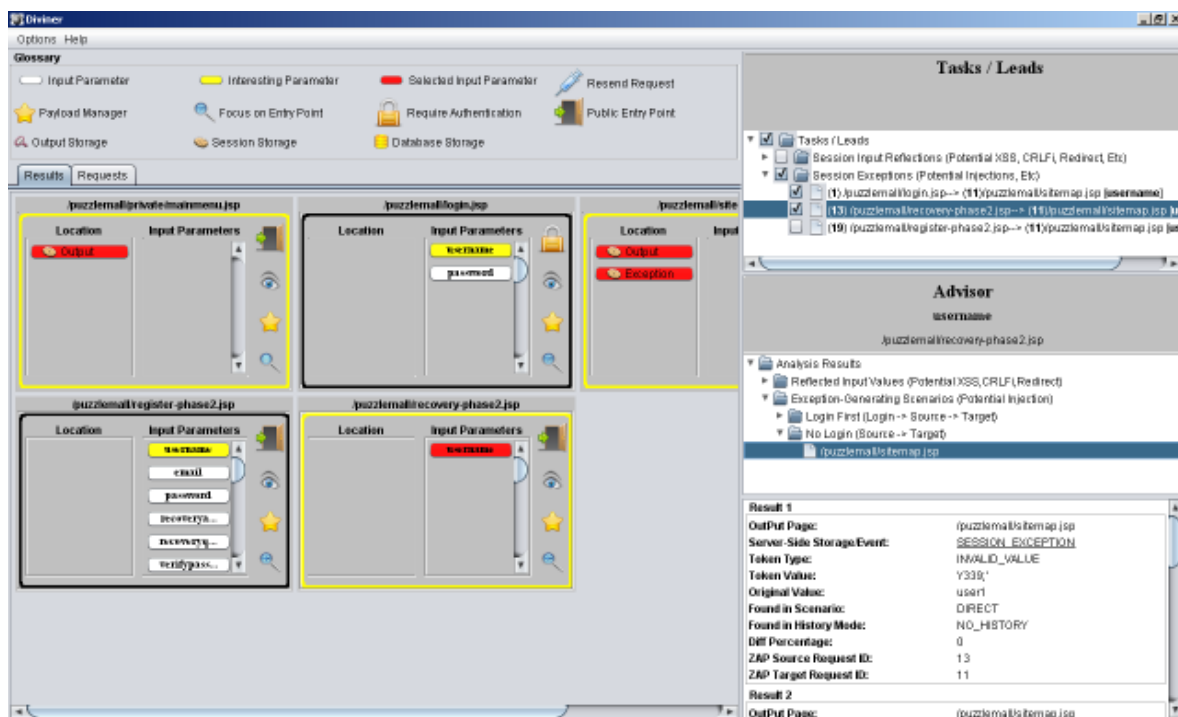 Diviner
Options Help
Glossary
Input Parameter
Interesting Parameter
Selected Input Parameter
Resend Request
Payload Manager
Focus on Entry Point
Require Authentication
Public Entry Point
Output Storage
Session Storage
Database Storage
Results Requests
/puzzlemall/private/mainmenu.jsp
Location
Input Parameters
Output
/puzzlemall/login.jsp
Location
Input Parameters
username
password
/puzzlemall/site
Location
Input
Output
Exception
/puzzlemall/register-phase2.jsp
Location
Input Parameters
username
email
password
recoverya...
recoveryq...
verifypass...
/puzzlemall/recovery-phase2.jsp
Location
Input Parameters
username
Tasks / Leads
Tasks / Leads
Session Input Reflections (Potential XSS, CRLFi, Redirect, Etc)
Session Exceptions (Potential Injections, Etc)
(1) /puzzlemall/login.jsp--> (11)/puzzlemall/sitemap.jsp [username]
(13) /puzzlemall/recovery-phase2.jsp--> (11)/puzzlemall/sitemap.jsp [u
(19) /puzzlemall/register-phase2.jsp--> (11)/puzzlemall/sitemap.jsp [us
Advisor
username
/puzzlemall/recovery-phase2.jsp
Analysis Results
Reflected Input Values (Potential XSS,CRLFi,Redirect)
Exception-Generating Scenarios (Potential Injection)
Login First (Login -> Source -> Target)
No Login (Source -> Target)
/puzzlemall/sitemap.jsp
Result 1
OutPut Page: /puzzlemall/sitemap.jsp
Server-Side Storage/Event: SESSION_EXCEPTION
Token Type: INVALID_VALUE
Token Value: Y339;'
Original Value: user1
Found in Scenario: DIRECT
Found in History Mode: NO_HISTORY
Diff Percentage: 0
ZAP Source Request ID: 13
ZAP Target Request ID: 11
Result 2
OutPut Page: /puzzlemall/sitemap.jsp